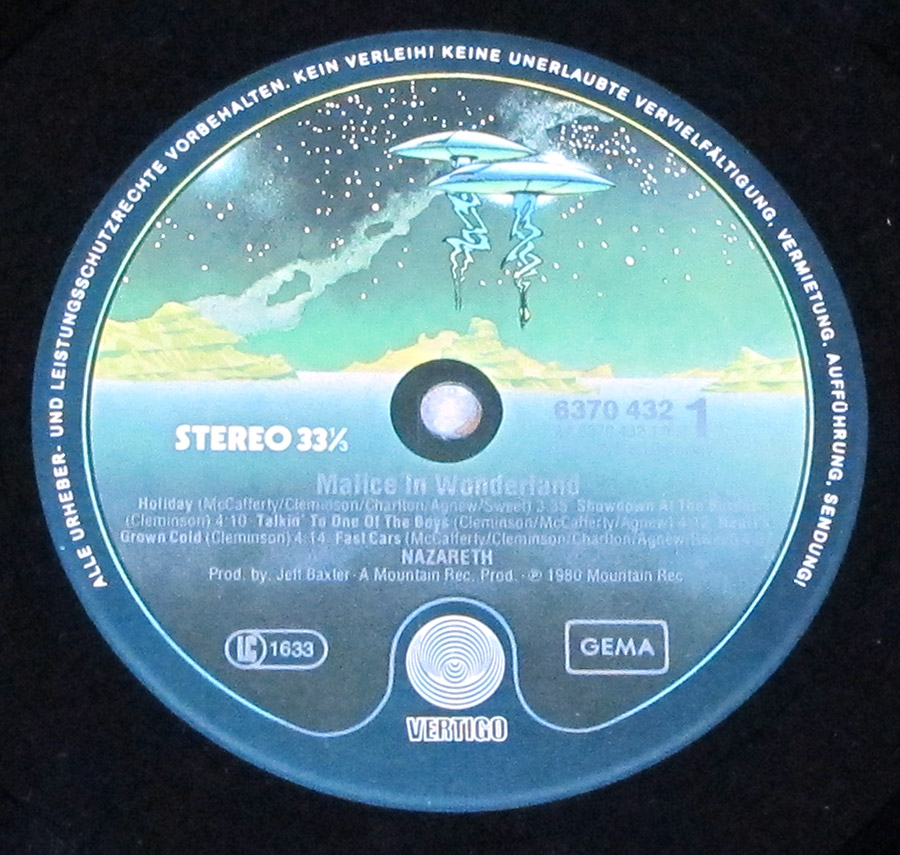 ALLE URHEBER- UND LEISTUNGSSCHUTZRECHTE VORBEHALTEN. KEIN VERLEIH! KEINE UNERLAUBTE VERVIELFÄLTIGUNG, VERMIETUNG, AUFFÜHRUNG, SENDUNG!
6370 432 1
STEREO 33⅓
Malice In Wonderland
Holiday (McCafferty/Cleminson/Charlton/Agnew/Sweet) 3:35 Showdown At The
(Cleminson) 4:10 · Talkin' To One Of The Boys (Cleminson/McCafferty/Agnew) 4:12
Grown Cold (Cleminson) 4:14 Fast Cars (McCafferty/Cleminson/Charlton/Agnew
NAZARETH
Prod. by. Jeff Baxter · A Mountain Rec. Prod. · ℗ 1980 Mountain Rec
LC 1633
GEMA
VERTIGO